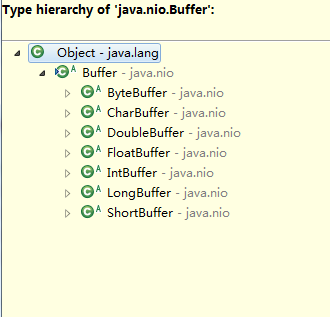 Type hierarchy of 'java.nio.Buffer':
Object - java.lang
A Buffer - java.nio
A ByteBuffer - java.nio
A CharBuffer - java.nio
A DoubleBuffer - java.nio
A FloatBuffer - java.nio
A IntBuffer - java.nio
A LongBuffer - java.nio
A ShortBuffer - java.nio